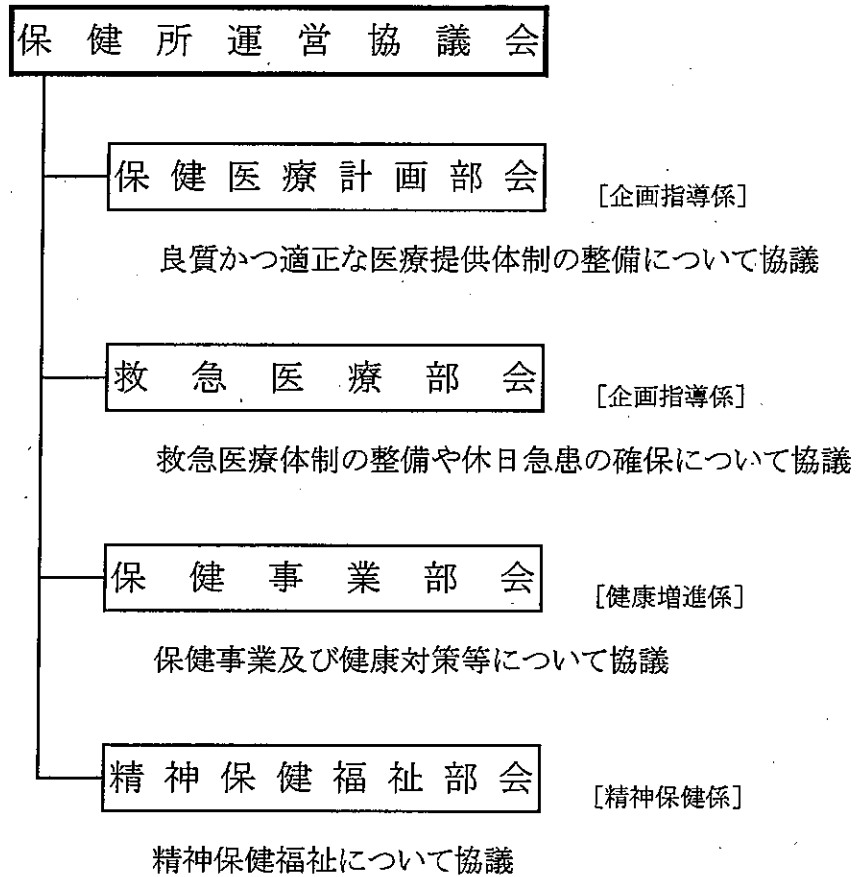 保健所運営協議会
保健医療計画部会 [企画指導係]
良質かつ適正な医療提供体制の整備について協議
救急医療部会 [企画指導係]
救急医療体制の整備や休日急患の確保について協議
保健事業部会 [健康増進係]
保健事業及び健康対策等について協議
精神保健福祉部会 [精神保健係]
精神保健福祉について協議